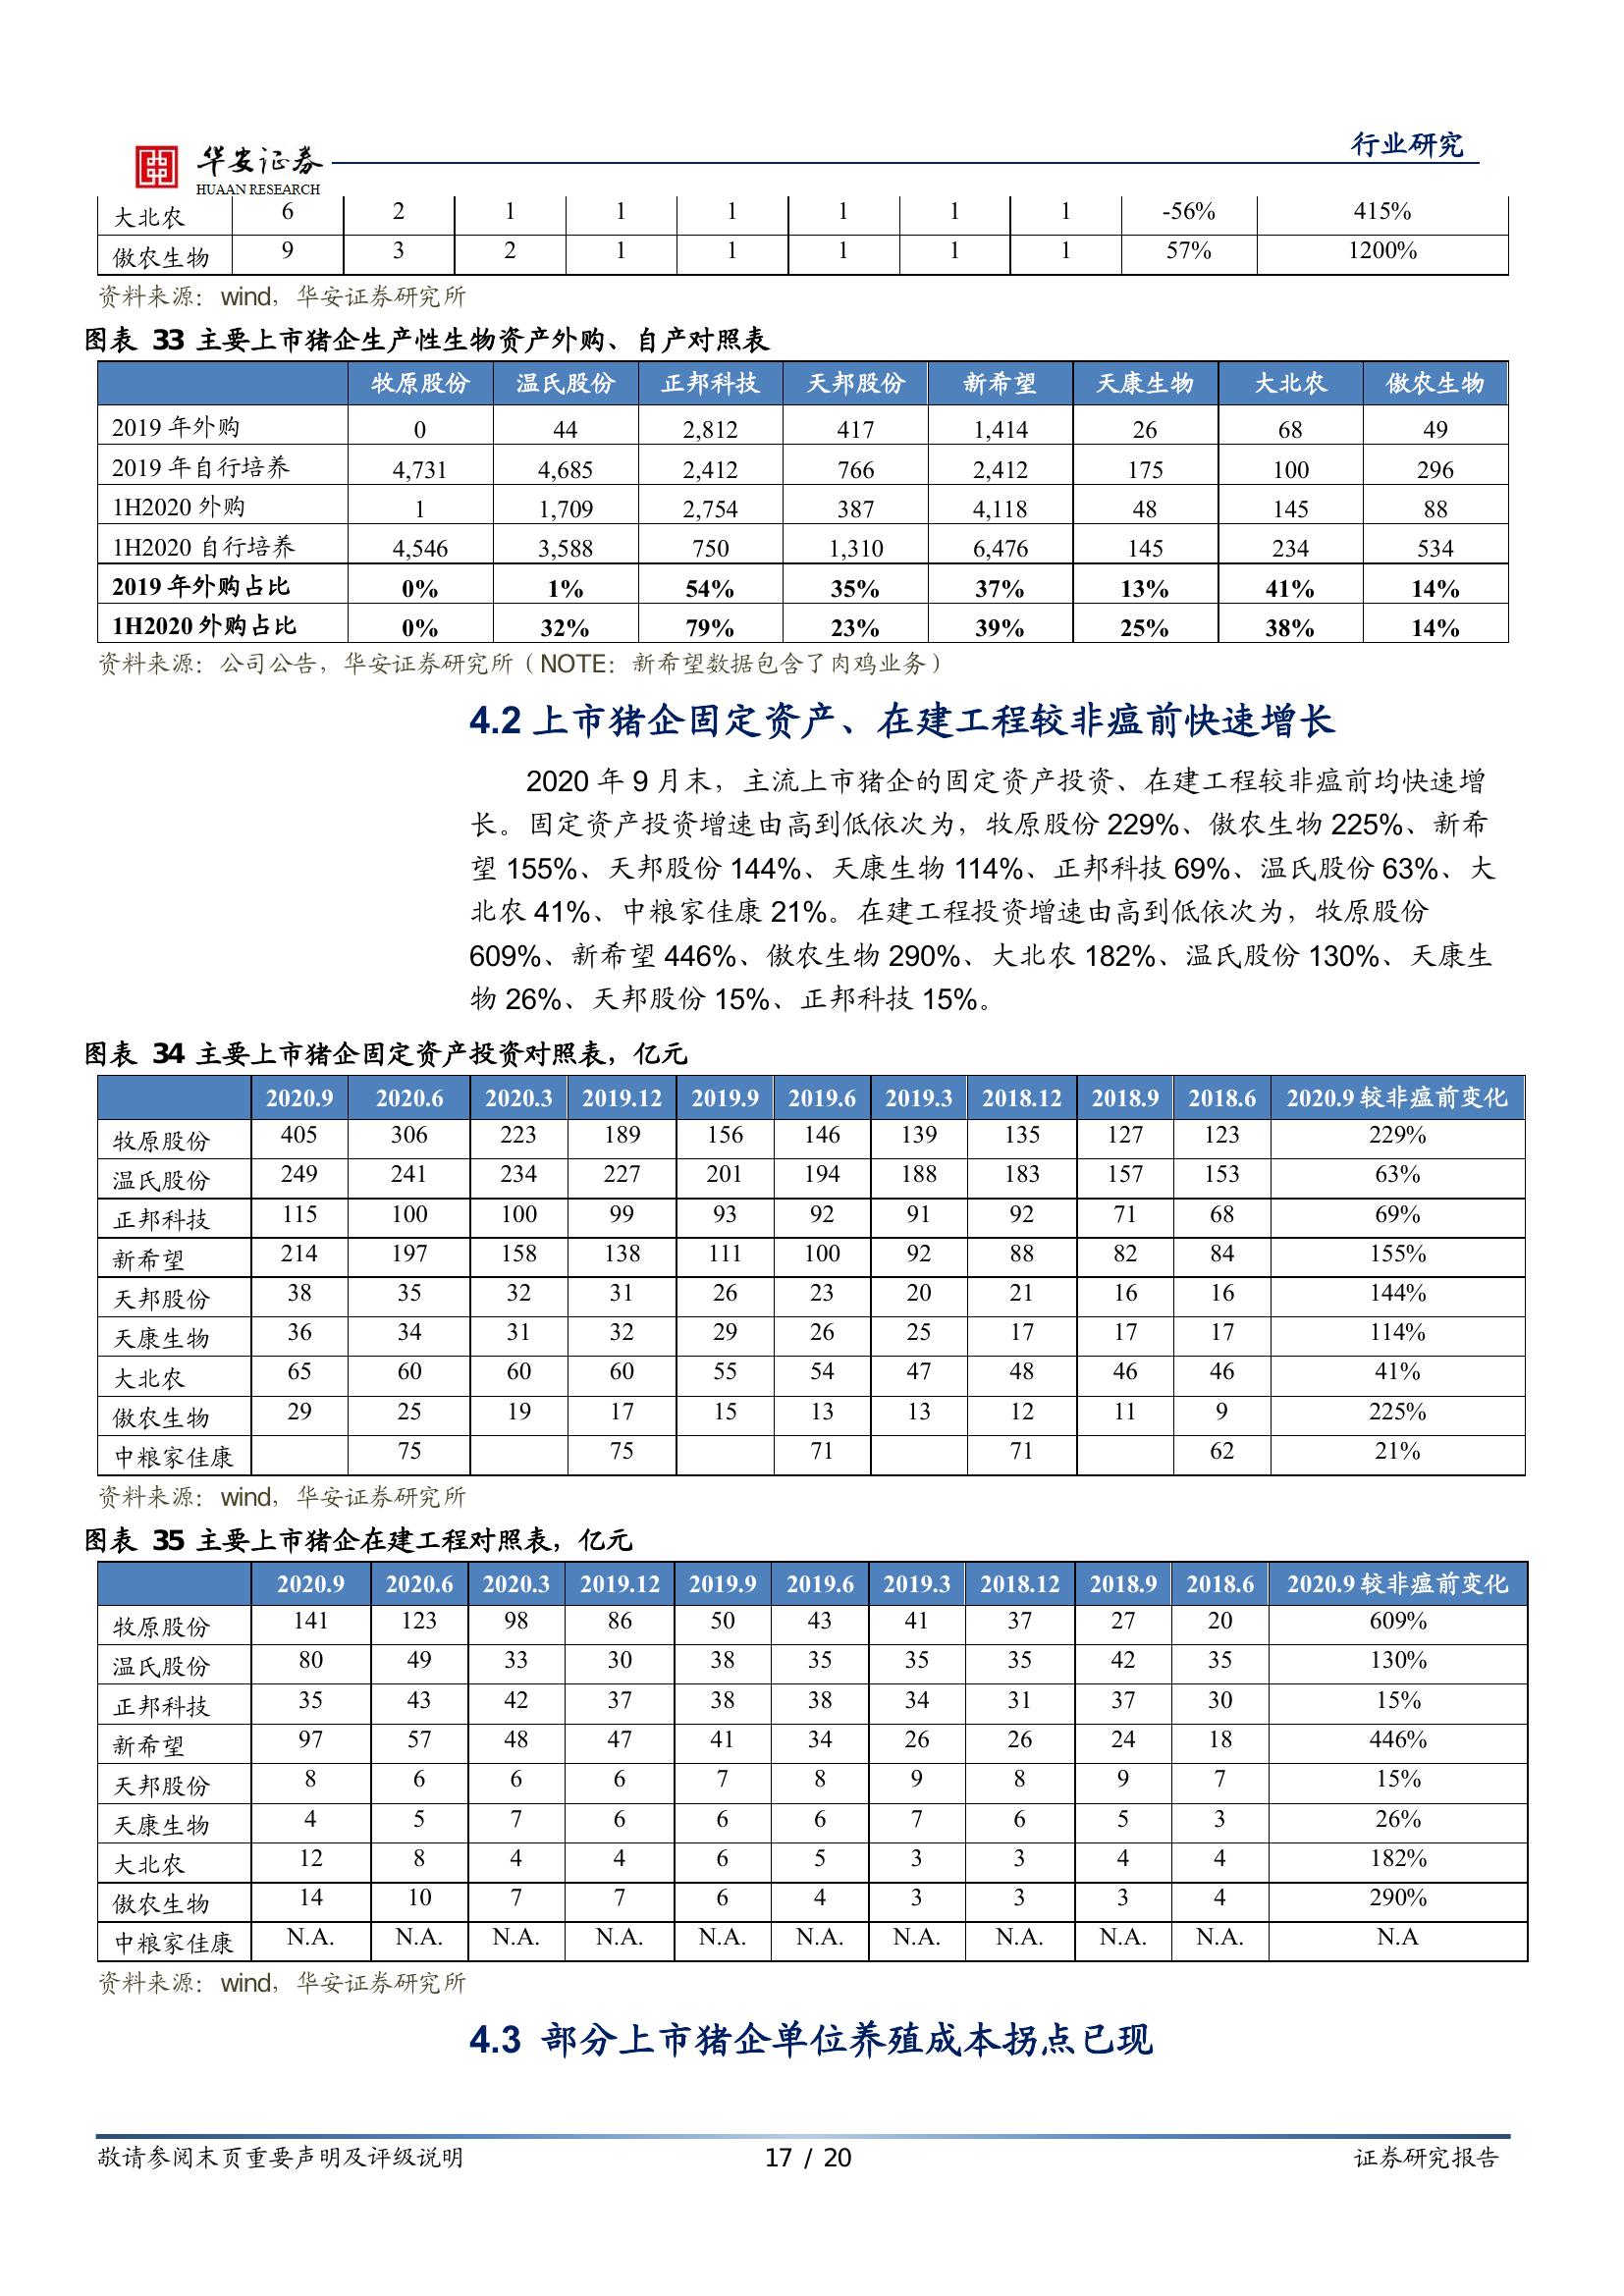 行业研究
华安证券
HUAAN RESEARCH
大北农 6 2 1 1 1 1 1 1 -56% 415%
傲农生物 9 3 2 1 1 1 1 1 57% 1200%
资料来源：wind，华安证券研究所
图表 33 主要上市猪企生产性生物资产外购、自产对照表
牧原股份 温氏股份 正邦科技 天邦股份 新希望 天康生物 大北农 傲农生物
2019 年外购 0 44 2,812 417 1,414 26 68 49
2019 年自行培养 4,731 4,685 2,412 766 2,412 175 100 296
1H2020 外购 1 1,709 2,754 387 4,118 48 145 88
1H2020 自行培养 4,546 3,588 750 1,310 6,476 145 234 534
2019 年外购占比 0% 1% 54% 35% 37% 13% 41% 14%
1H2020 外购占比 0% 32% 79% 23% 39% 25% 38% 14%
资料来源：公司公告，华安证券研究所（NOTE：新希望数据包含了肉鸡业务）
4.2 上市猪企固定资产、在建工程较非瘟前快速增长
2020 年 9 月末，主流上市猪企的固定资产投资、在建工程较非瘟前均快速增
长。固定资产投资增速由高到低依次为，牧原股份 229%、傲农生物 225%、新希
望 155%、天邦股份 144%、天康生物 114%、正邦科技 69%、温氏股份 63%、大
北农 41%、中粮家佳康 21%。在建工程投资增速由高到低依次为，牧原股份
609%、新希望 446%、傲农生物 290%、大北农 182%、温氏股份 130%、天康生
物 26%、天邦股份 15%、正邦科技 15%。
图表 34 主要上市猪企固定资产投资对照表，亿元
2020.9 2020.6 2020.3 2019.12 2019.9 2019.6 2019.3 2018.12 2018.9 2018.6 2020.9 较非瘟前变化
牧原股份 405 306 223 189 156 146 139 135 127 123 229%
温氏股份 249 241 234 227 201 194 188 183 157 153 63%
正邦科技 115 100 100 99 93 92 91 92 71 68 69%
新希望 214 197 158 138 111 100 92 88 82 84 155%
天邦股份 38 35 32 31 26 23 20 21 16 16 144%
天康生物 36 34 31 32 29 26 25 17 17 17 114%
大北农 65 60 60 60 55 54 47 48 46 46 41%
傲农生物 29 25 19 17 15 13 13 12 11 9 225%
中粮家佳康 75 75 71 71 62 21%
资料来源：wind，华安证券研究所
图表 35 主要上市猪企在建工程对照表，亿元
2020.9 2020.6 2020.3 2019.12 2019.9 2019.6 2019.3 2018.12 2018.9 2018.6 2020.9 较非瘟前变化
牧原股份 141 123 98 86 50 43 41 37 27 20 609%
温氏股份 80 49 33 30 38 35 35 35 42 35 130%
正邦科技 35 43 42 37 38 38 34 31 37 30 15%
新希望 97 57 48 47 41 34 26 26 24 18 446%
天邦股份 8 6 6 6 7 8 9 8 9 7 15%
天康生物 4 5 7 6 6 6 7 6 5 3 26%
大北农 12 8 4 4 6 5 3 3 4 4 182%
傲农生物 14 10 7 7 6 4 3 3 3 4 290%
中粮家佳康 N.A. N.A. N.A. N.A. N.A. N.A. N.A. N.A. N.A. N.A. N.A
资料来源：wind，华安证券研究所
4.3 部分上市猪企单位养殖成本拐点已现
敬请参阅末页重要声明及评级说明 17 / 20 证券研究报告